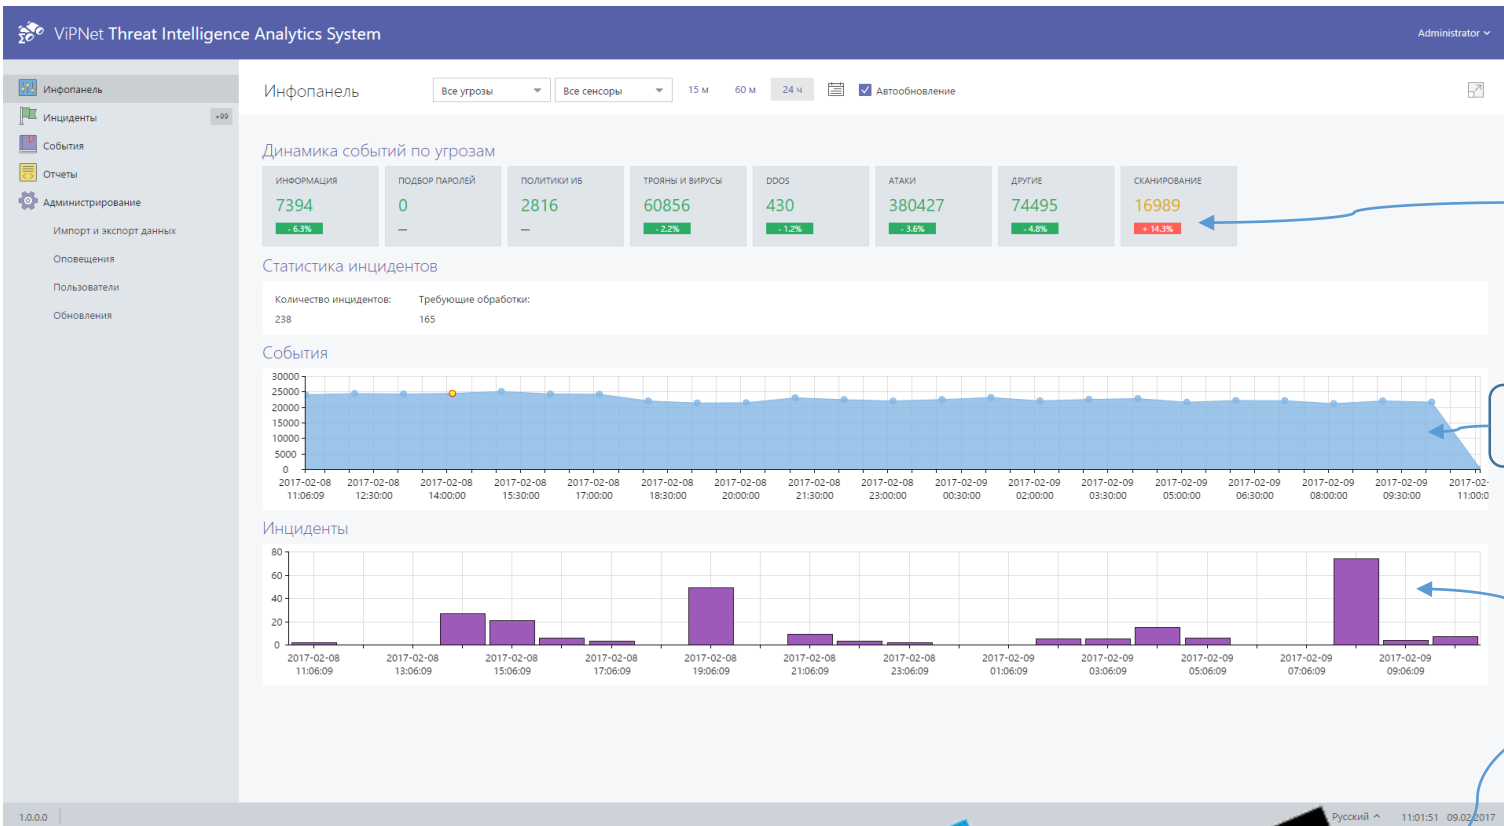 ViPNet Threat Intelligence Analytics System
Administrator
Инфопанель
Инциденты
+99
События
Отчеты
Администрирование
Импорт и экспорт данных
Оповещения
Пользователи
Обновления
Инфопанель
Все угрозы
Все сенсоры
15 м
60 м
24 ч
Автообновление
Динамика событий по угрозам
ИНФОРМАЦИЯ
7394
- 6.3%
ПОДБОР ПАРОЛЕЙ
0
—
ПОЛИТИКИ ИБ
2816
—
ТРОЯНЫ И ВИРУСЫ
60856
- 2.2%
DDOS
430
- 1.2%
АТАКИ
380427
- 3.6%
ДРУГИЕ
74495
- 4.8%
СКАНИРОВАНИЕ
16989
+ 14.3%
Статистика инцидентов
Количество инцидентов: Требующие обработки:
238 165
События
30000
25000
20000
15000
10000
5000
0
2017-02-08 2017-02-08 2017-02-08 2017-02-08 2017-02-08 2017-02-08 2017-02-08 2017-02-08 2017-02-08 2017-02-09 2017-02-09 2017-02-09 2017-02-09 2017-02-09 2017-02-09 2017-02-09 2017-02-
11:06:09 12:30:00 14:00:00 15:30:00 17:00:00 18:30:00 20:00:00 21:30:00 23:00:00 00:30:00 02:00:00 03:30:00 05:00:00 06:30:00 08:00:00 09:30:00 11:00:0
Инциденты
80
60
40
20
0
2017-02-08 2017-02-08 2017-02-08 2017-02-08 2017-02-08 2017-02-08 2017-02-08 2017-02-09 2017-02-09 2017-02-09 2017-02-09 2017-02-09
11:06:09 13:06:09 15:06:09 17:06:09 19:06:09 21:06:09 23:06:09 01:06:09 03:06:09 05:06:09 07:06:09 09:06:09
1.0.0.0
Русский
11:01:51 09.02.2017